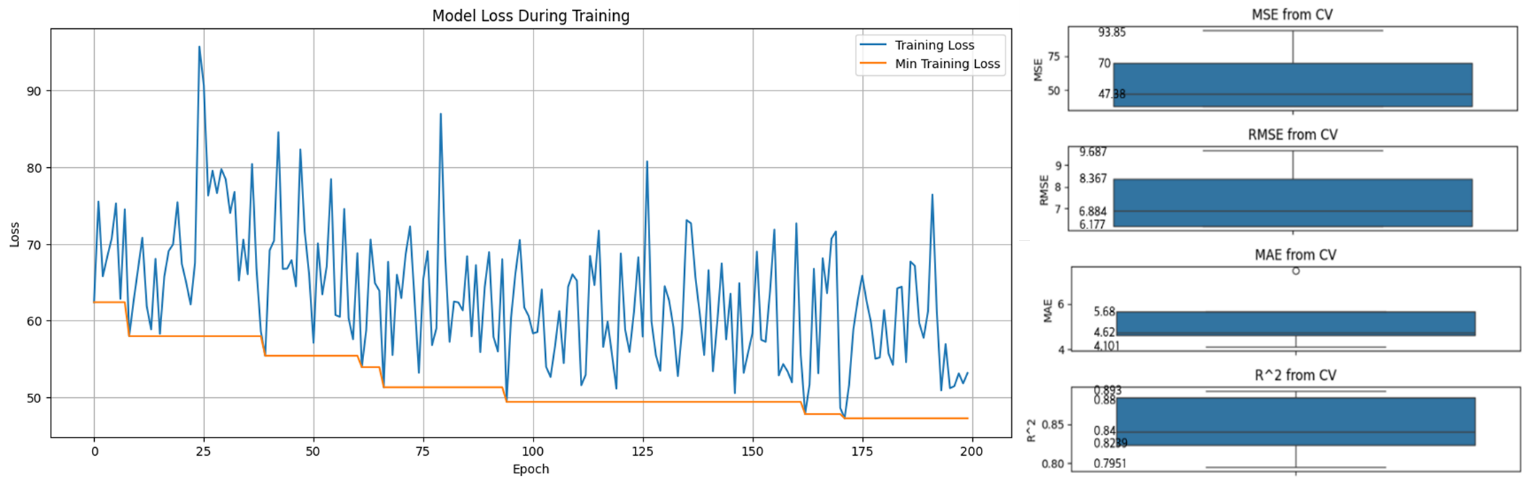 Model Loss During Training
Training Loss
Min Training Loss
Loss
90
80
70
60
50
0
25
50
75
100
125
150
175
200
Epoch
MSE from CV
93.85
70
47.38
MSE
75
50
RMSE from CV
9.687
8.367
6.884
6.177
RMSE
9
8
7
MAE from CV
5.68
4.62
4.101
MAE
6
4
R^2 from CV
0.893
0.88
0.84
0.8239
0.7951
R^2
0.85
0.80